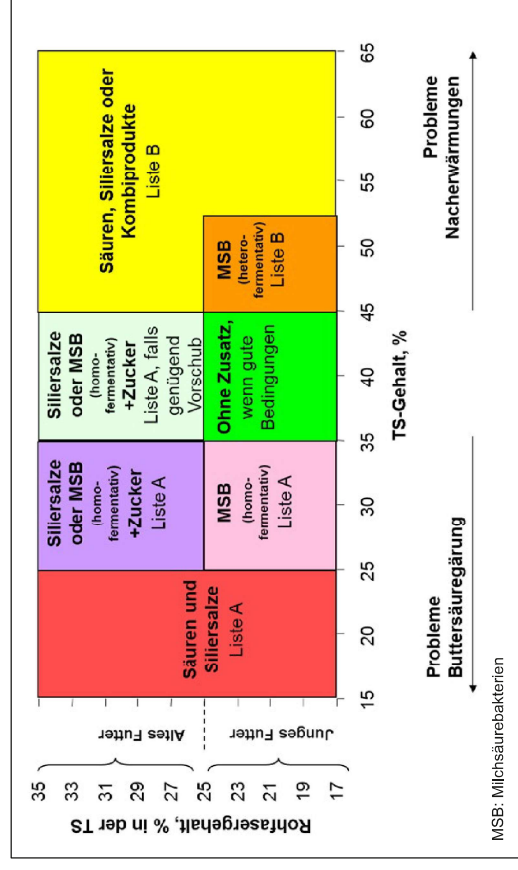 Rohfasergehalt, % in der TS
35
33
31
29
27
25
23
21
19
17
Altes Futter
Junges Futter
Säuren und
Siliersalze
Liste A
Siliersalze
oder MSB
(homo-
fermentativ)
+Zucker
Liste A
MSB
(homo-
fermentativ)
Liste A
Siliersalze
oder MSB
(homo-
fermentativ)
+Zucker
Liste A, falls
genügend
Vorschub
Ohne Zusatz,
wenn gute
Bedingungen
Säuren, Siliersalze oder
Kombiprodukte
Liste B
MSB
(hetero-
fermentativ)
Liste B
15 20 25 30 35 40 45 50 55 60 65
TS-Gehalt, %
Probleme
Buttersäuregärung
Probleme
Nacherwärmungen
MSB: Milchsäurebakterien